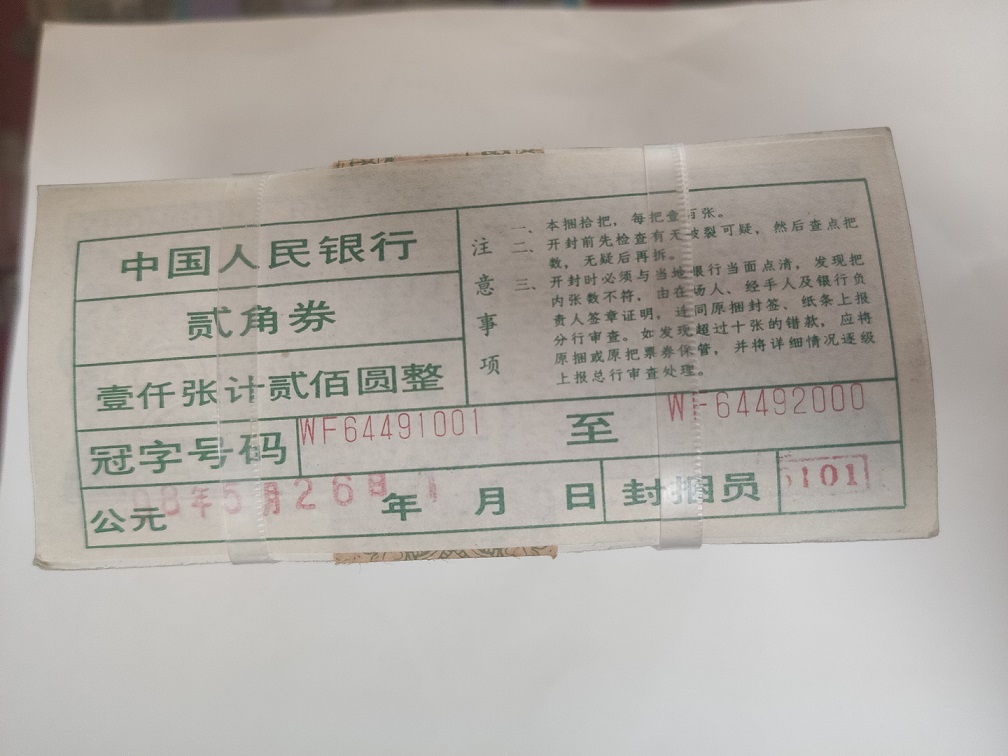 中国人民银行
贰角券
壹仟张计贰佰圆整
注意事项
一、本捆拾把，每把壹百张。
二、开封前先检查有无破裂可疑，然后查点把
数，无疑后再拆。
三、开封时必须与当地银行当面点清，发现把
内张数不符，由在场人、经手人及银行负
责人签章证明，连同原捆封签、纸条上报
分行审查。如发现超过十张的错款，应将
原捆或原把票券保管，并将详细情况逐级
上报总行审查处理。
冠字号码 WF64491001 至 WF64492000
公元 年 月 日 封捆员 101
98年5月26日 1